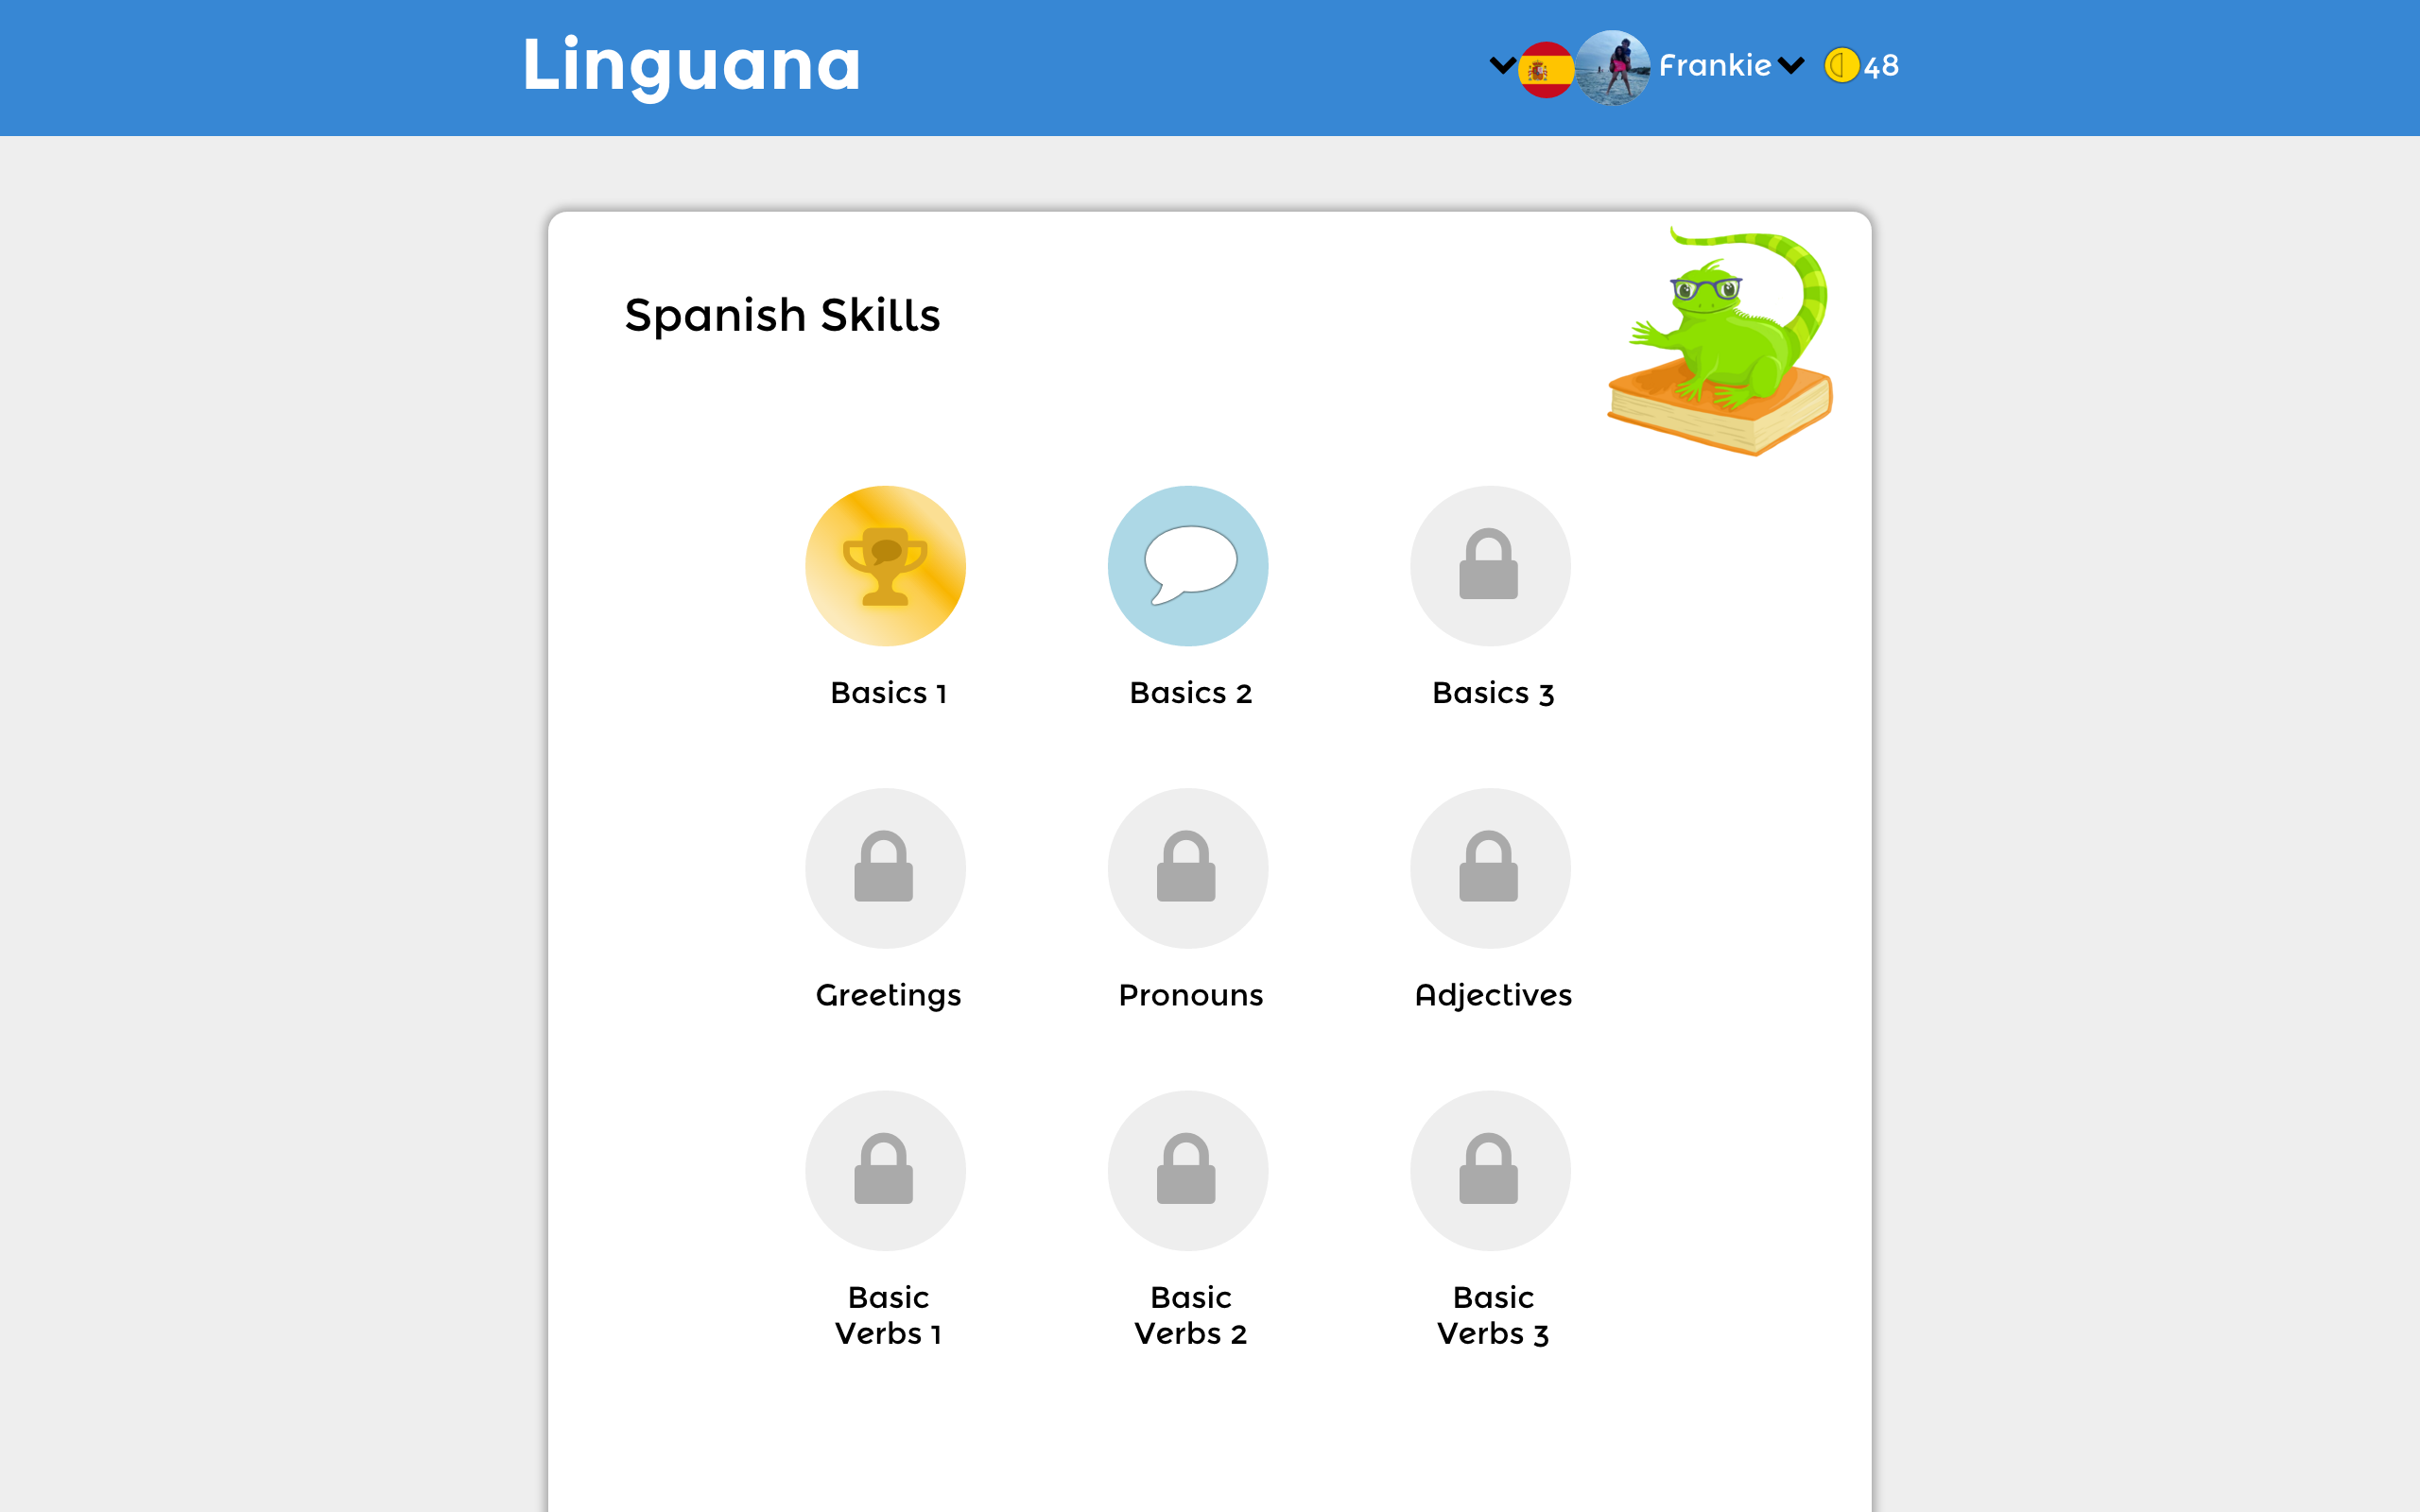 Linguana
Frankie
48
Spanish Skills
Basics 1
Basics 2
Basics 3
Greetings
Pronouns
Adjectives
Basic
Verbs 1
Basic
Verbs 2
Basic
Verbs 3